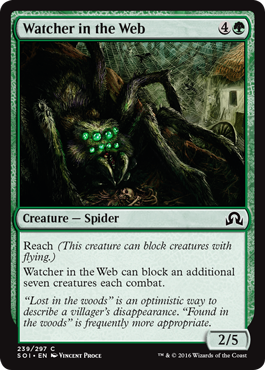 Watcher in the Web 4
Creature — Spider
Reach (This creature can block creatures with
flying.)
Watcher in the Web can block an additional
seven creatures each combat.
“Lost in the woods” is an optimistic way to
describe a villager’s disappearance. “Found in
the woods” is frequently more appropriate.
2/5
239/297 C
SOI • EN Vincent Proce ™ & © 2016 Wizards of the Coast